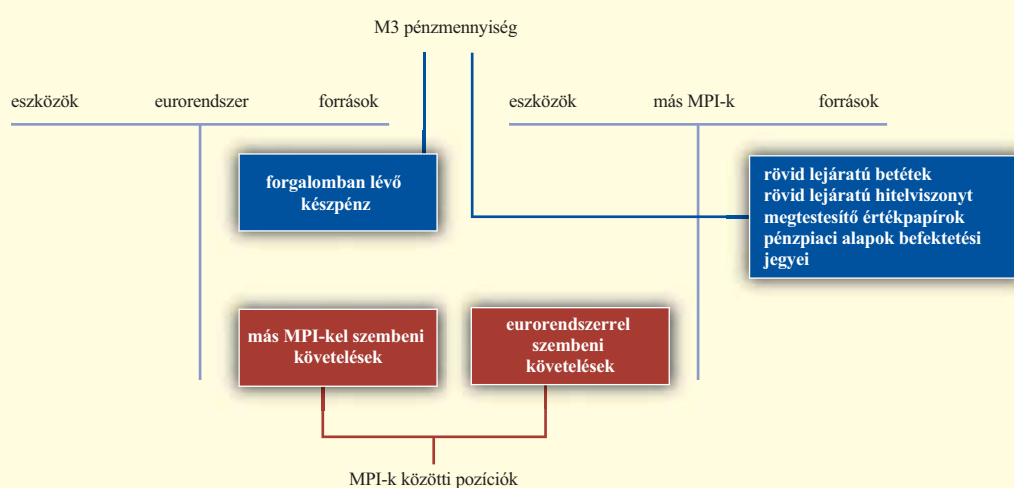 M3 pénzmennyiség
eszközök eurorendszer források
eszközök más MPI-k források
forgalomban lévő
készpénz
rövid lejáratú betétek
rövid lejáratú hitelviszonyt
megtestesítő értékpapírok
pénzpiaci alapok befektetési
jegyei
más MPI-kel szembeni
követelések
eurorendszerrel
szembeni
követelések
MPI-k közötti pozíciók